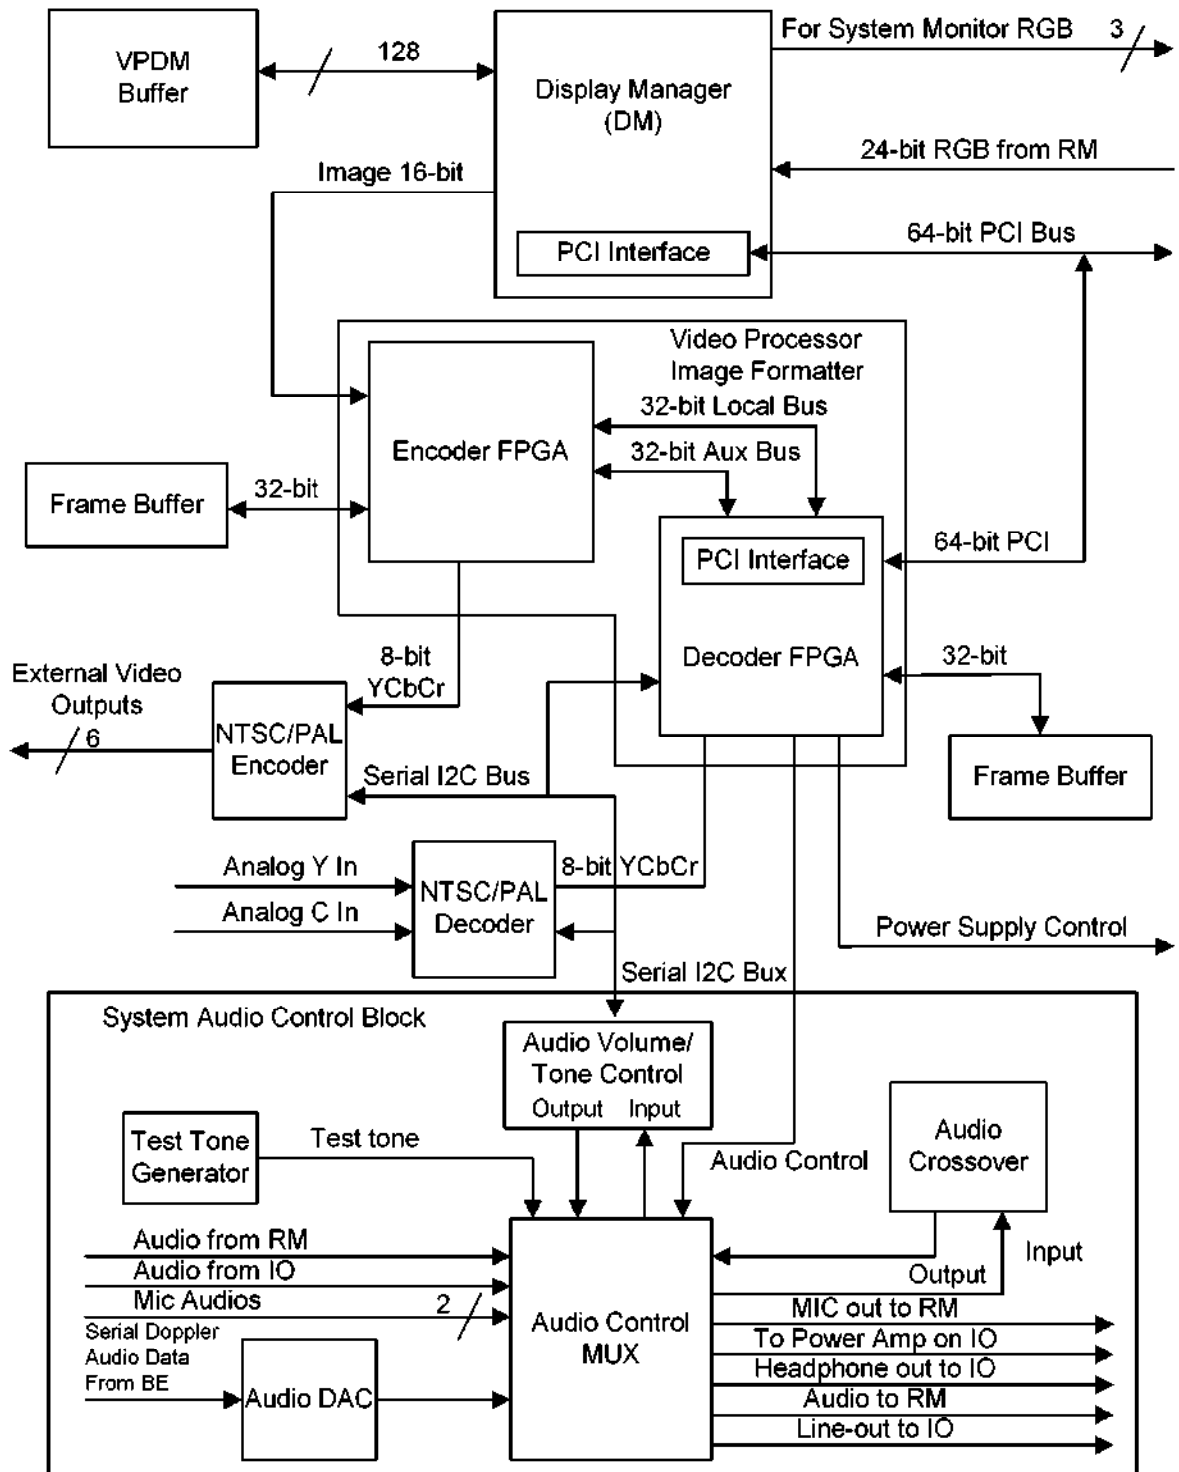 For System Monitor RGB 3
VPDM
Buffer
128
Display Manager
(DM)
24-bit RGB from RM
Image 16-bit
64-bit PCI Bus
PCI Interface
Video Processor
Image Formatter
32-bit Local Bus
Encoder FPGA
32-bit Aux Bus
Frame Buffer
32-bit
64-bit PCI
PCI Interface
Decoder FPGA
32-bit
8-bit
YCbCr
External Video
Outputs
6
NTSC/PAL
Encoder
Serial I2C Bus
Frame Buffer
Analog Y In
8-bit YCbCr
NTSC/PAL
Decoder
Analog C In
Power Supply Control
Serial I2C Bux
System Audio Control Block
Audio Volume/
Tone Control
Output Input
Test Tone
Generator
Test tone
Audio Control
Audio
Crossover
Audio from RM
Input
Audio from IO
Output
Mic Audios
2
MIC out to RM
Serial Doppler
Audio Data
From BE
Audio Control
MUX
To Power Amp on IO
Headphone out to IO
Audio DAC
Audio to RM
Line-out to IO